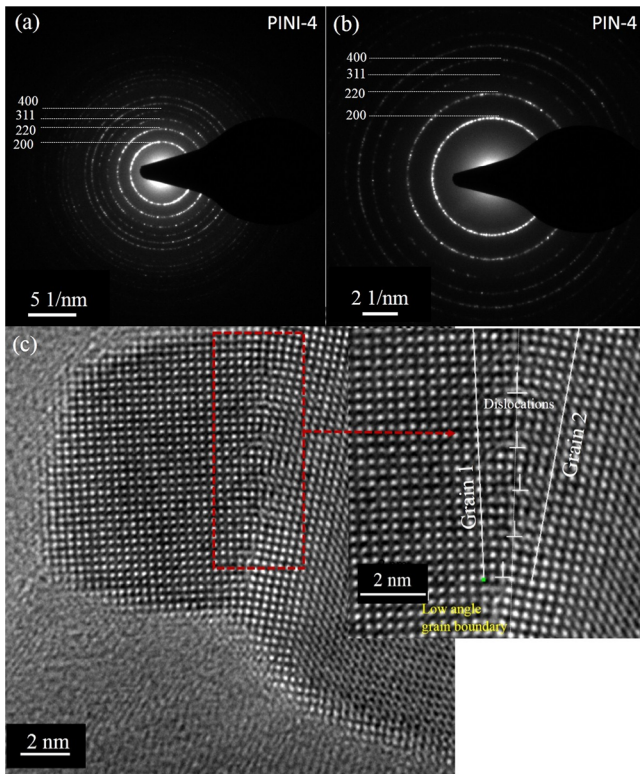 (a)
PINI-4
400
311
220
200
5 1/nm
(b)
PIN-4
400
311
220
200
2 1/nm
(c)
Dislocations
Grain 1
Grain 2
2 nm
Low angle
grain boundary
2 nm